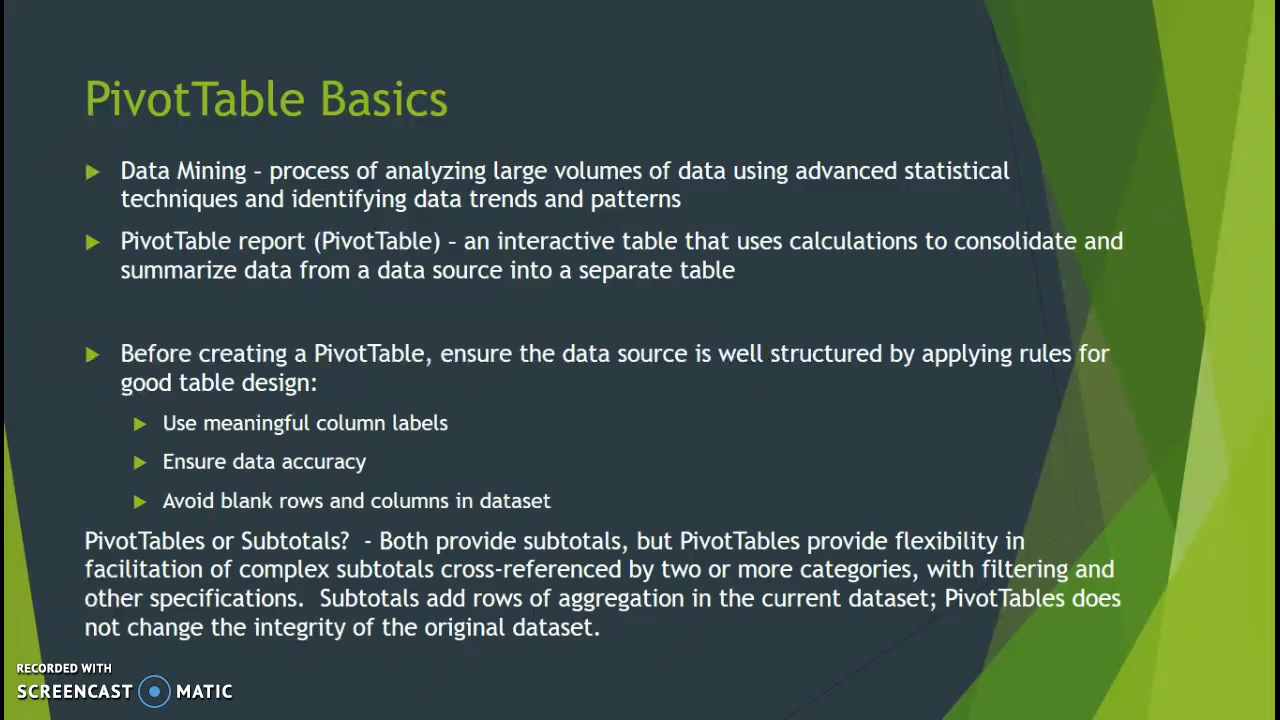 PivotTable Basics
Data Mining – process of analyzing large volumes of data using advanced statistical
techniques and identifying data trends and patterns
PivotTable report (PivotTable) – an interactive table that uses calculations to consolidate and
summarize data from a data source into a separate table
Before creating a PivotTable, ensure the data source is well structured by applying rules for
good table design:
Use meaningful column labels
Ensure data accuracy
Avoid blank rows and columns in dataset
PivotTables or Subtotals?  - Both provide subtotals, but PivotTables provide flexibility in
facilitation of complex subtotals cross-referenced by two or more categories, with filtering and
other specifications.  Subtotals add rows of aggregation in the current dataset; PivotTables does
not change the integrity of the original dataset.
RECORDED WITH
SCREENCAST MATIC